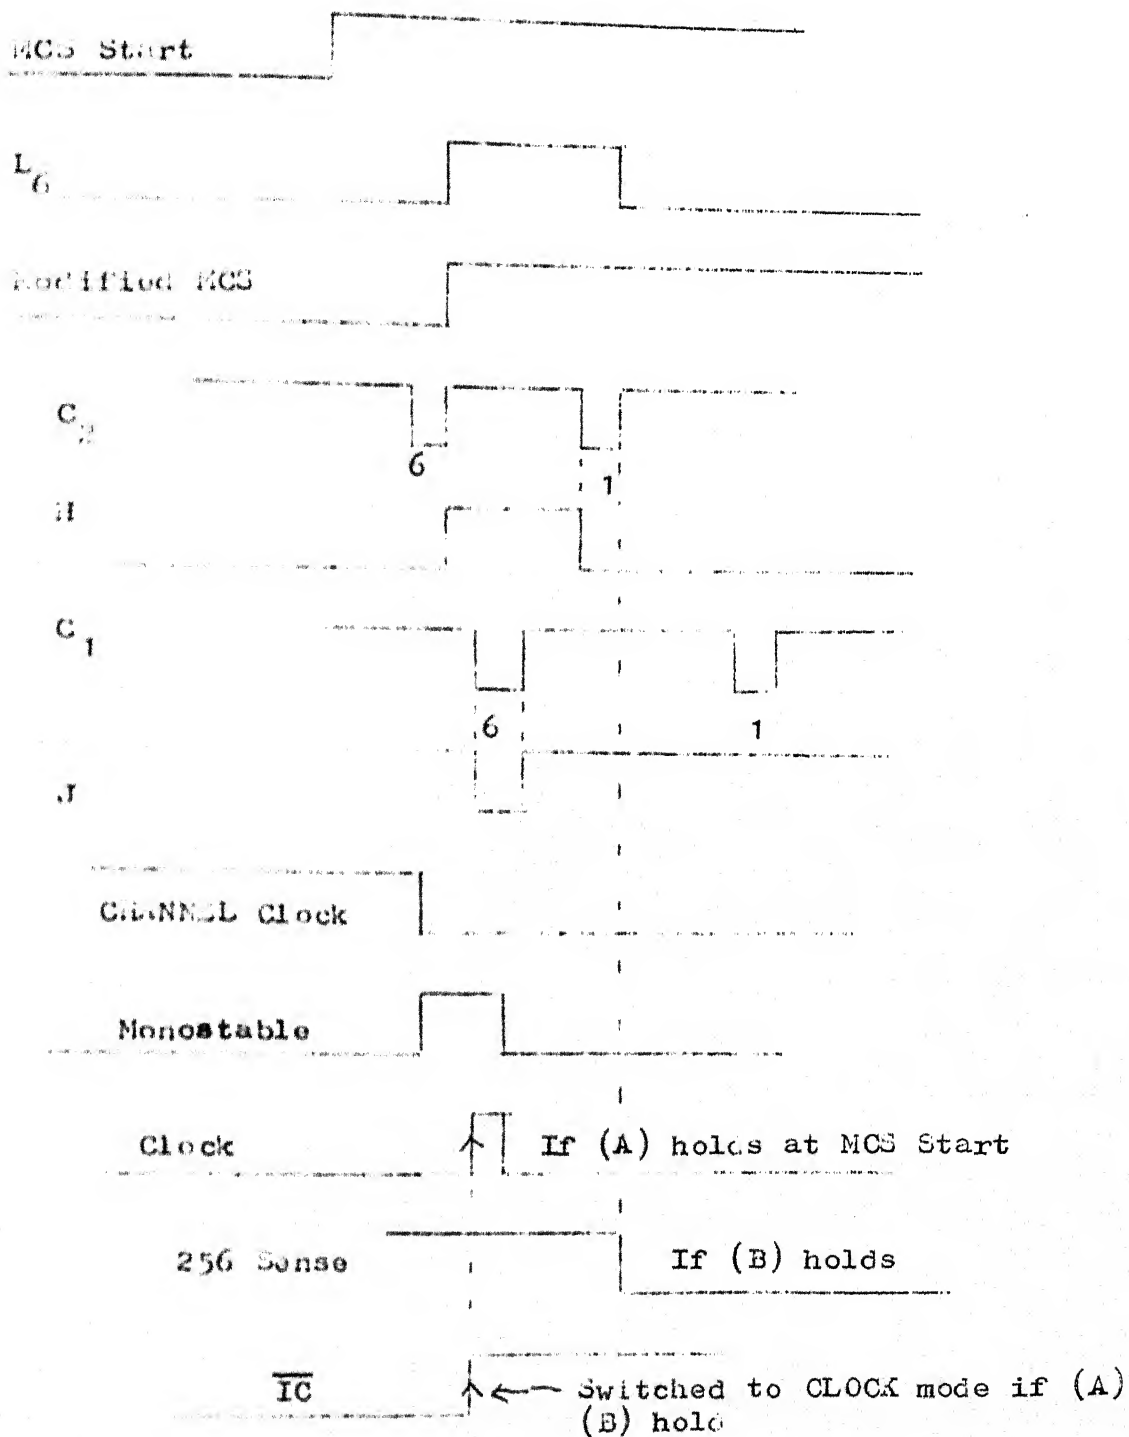 MCS Start
L6
Modified MCS
C2
6
1
H
C1
6
1
J
CHANNEL Clock
Monostable
Clock
If (A) holds at MCS Start
256 Sense
If (B) holds
IC
Switched to CLOCK mode if (A)
(B) hold